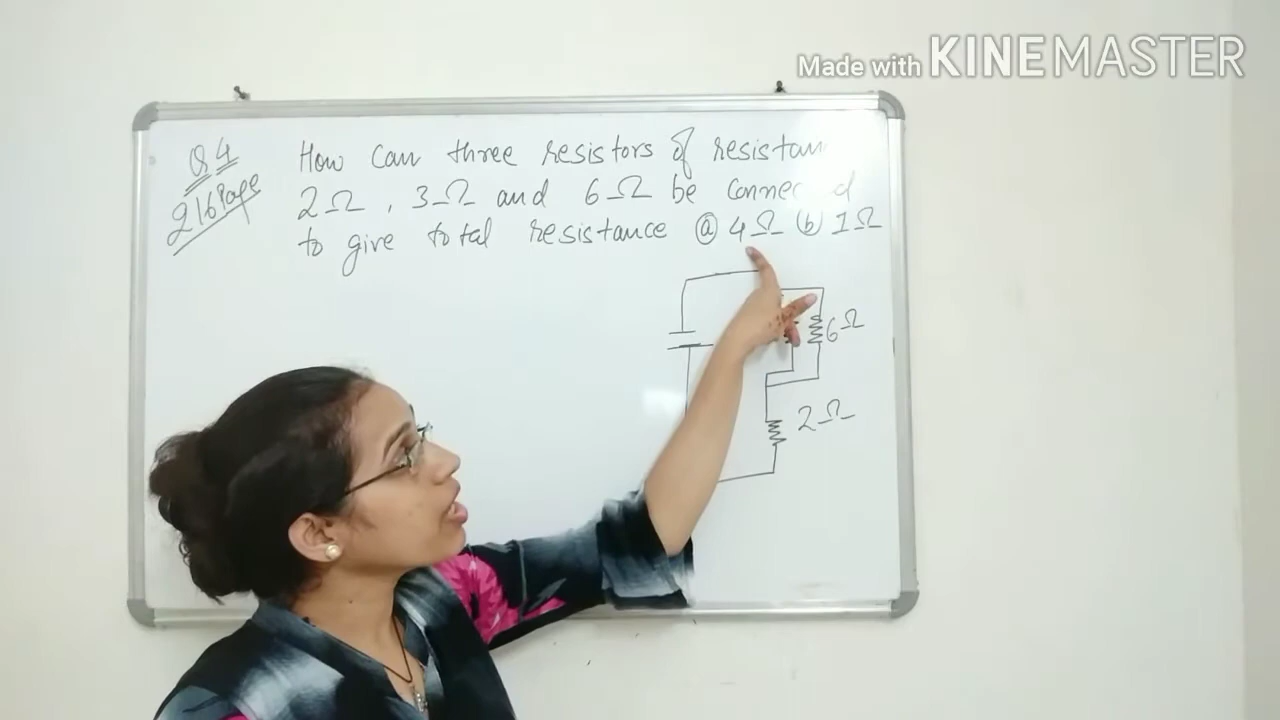 Made with KINEMASTER
Q 4
216 Page
How can three resistors of resistan
2Ω , 3Ω and 6Ω be conne d
to give total resistance ⓐ 4Ω ⓑ 1Ω
6Ω
2Ω